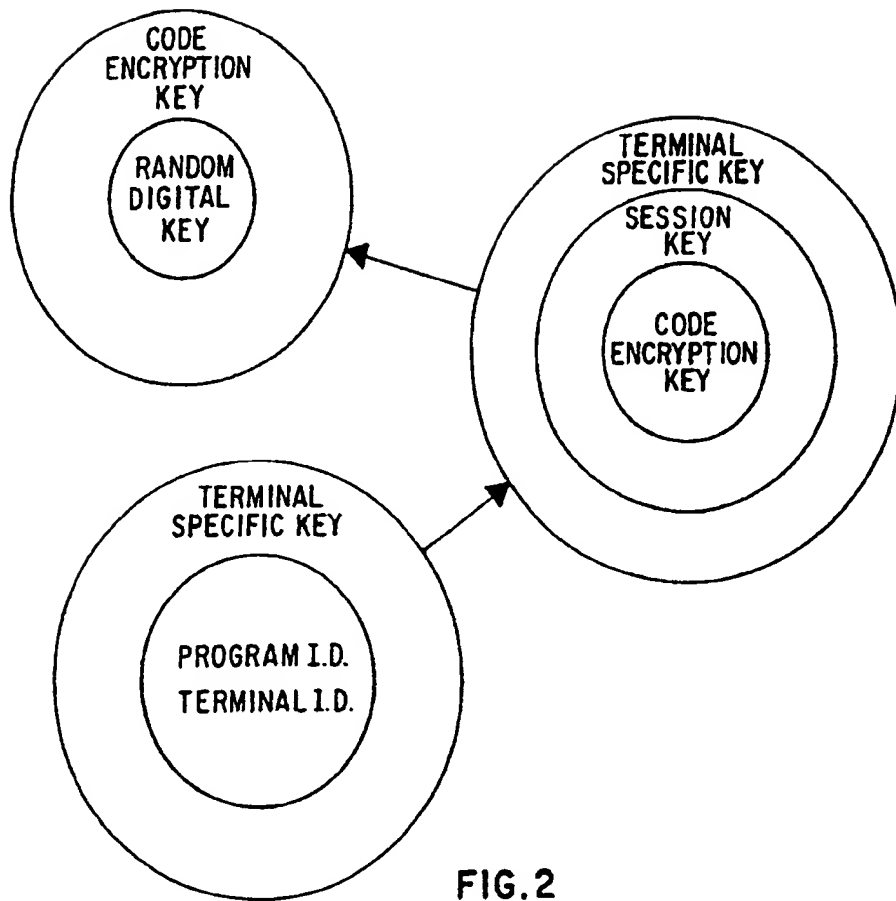 CODE
ENCRYPTION
KEY
RANDOM
DIGITAL
KEY
TERMINAL
SPECIFIC KEY
SESSION
KEY
CODE
ENCRYPTION
KEY
TERMINAL
SPECIFIC KEY
PROGRAM I.D.
TERMINAL I.D.
FIG.2